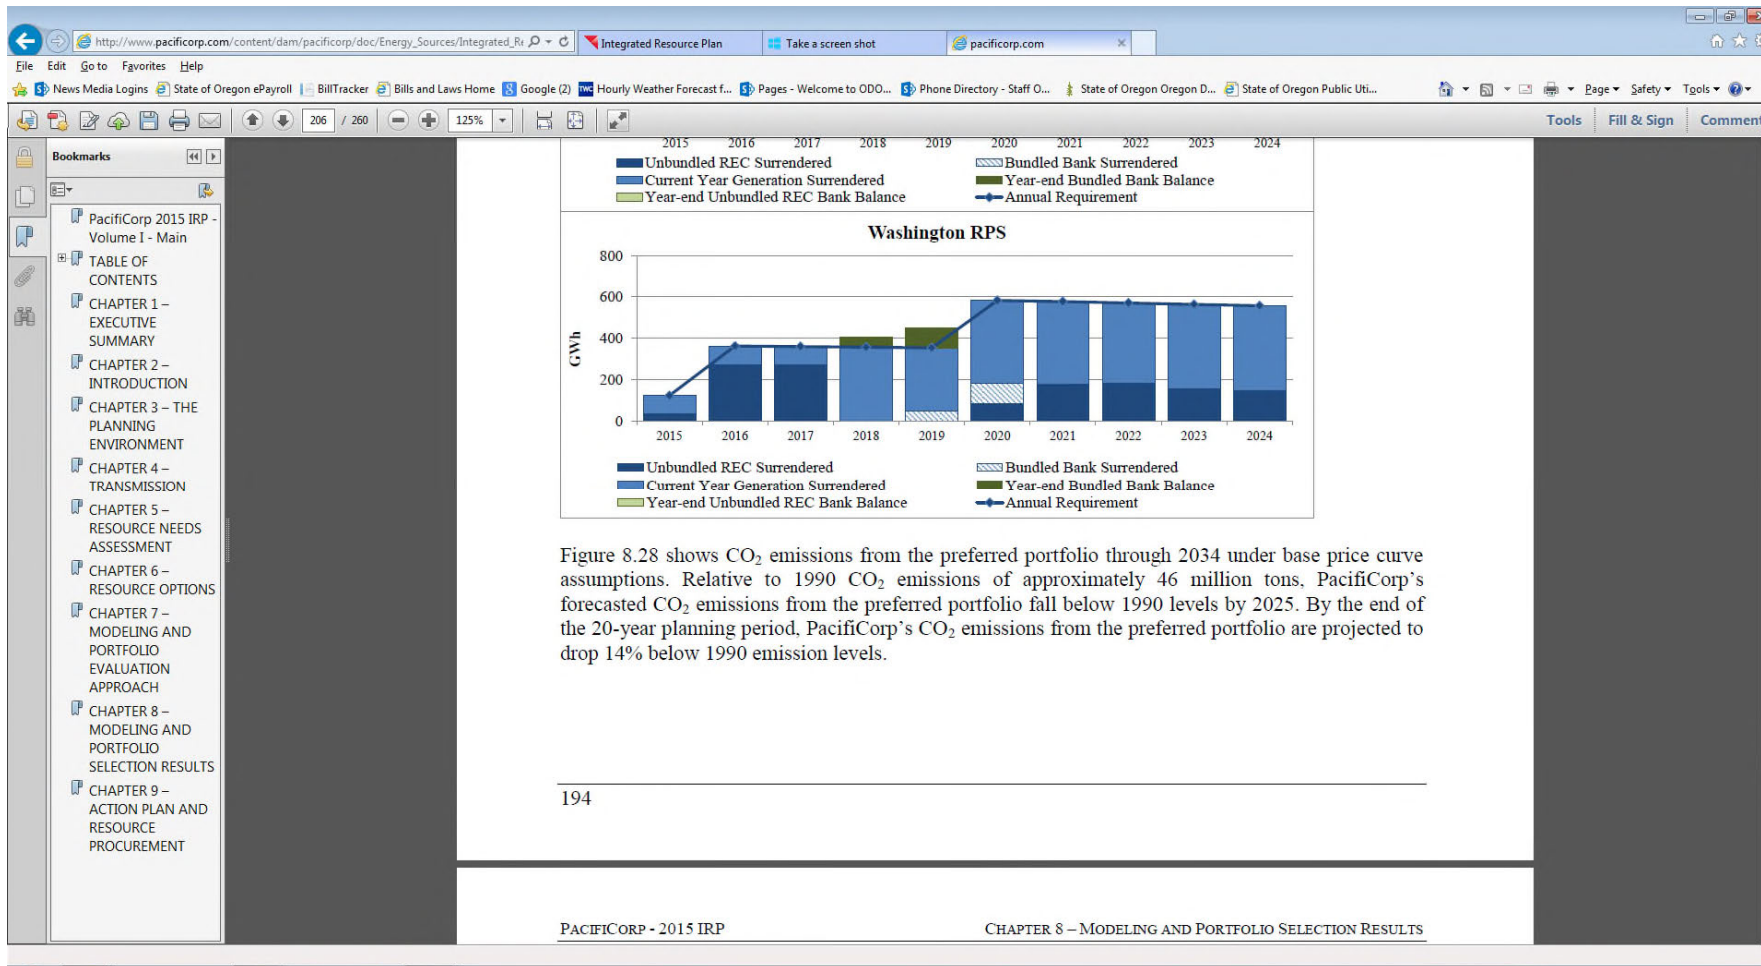 http://www.pacificorp.com/content/dam/pacificorp/doc/Energy_Sources/Integrated_Re
Integrated Resource Plan
Take a screen shot
pacificorp.com
File Edit Go to Favorites Help
News Media Logins State of Oregon ePayroll BillTracker Bills and Laws Home Google (2) Hourly Weather Forecast f... Pages - Welcome to ODO... Phone Directory - Staff O... State of Oregon Oregon D... State of Oregon Public Uti... Page Safety Tools
206 / 260 125% Tools Fill & Sign Comment
Bookmarks
PacifiCorp 2015 IRP -
Volume I - Main
TABLE OF
CONTENTS
CHAPTER 1 –
EXECUTIVE
SUMMARY
CHAPTER 2 –
INTRODUCTION
CHAPTER 3 – THE
PLANNING
ENVIRONMENT
CHAPTER 4 –
TRANSMISSION
CHAPTER 5 –
RESOURCE NEEDS
ASSESSMENT
CHAPTER 6 –
RESOURCE OPTIONS
CHAPTER 7 –
MODELING AND
PORTFOLIO
EVALUATION
APPROACH
CHAPTER 8 –
MODELING AND
PORTFOLIO
SELECTION RESULTS
CHAPTER 9 –
ACTION PLAN AND
RESOURCE
PROCUREMENT
2015 2016 2017 2018 2019 2020 2021 2022 2023 2024
Unbundled REC Surrendered Bundled Bank Surrendered
Current Year Generation Surrendered Year-end Bundled Bank Balance
Year-end Unbundled REC Bank Balance Annual Requirement
Washington RPS
800
600
400
200
0
GWh
2015 2016 2017 2018 2019 2020 2021 2022 2023 2024
Unbundled REC Surrendered Bundled Bank Surrendered
Current Year Generation Surrendered Year-end Bundled Bank Balance
Year-end Unbundled REC Bank Balance Annual Requirement
Figure 8.28 shows CO₂ emissions from the preferred portfolio through 2034 under base price curve
assumptions. Relative to 1990 CO₂ emissions of approximately 46 million tons, PacifiCorp's
forecasted CO₂ emissions from the preferred portfolio fall below 1990 levels by 2025. By the end of
the 20-year planning period, PacifiCorp's CO₂ emissions from the preferred portfolio are projected to
drop 14% below 1990 emission levels.
194
PACIFICORP - 2015 IRP CHAPTER 8 – MODELING AND PORTFOLIO SELECTION RESULTS